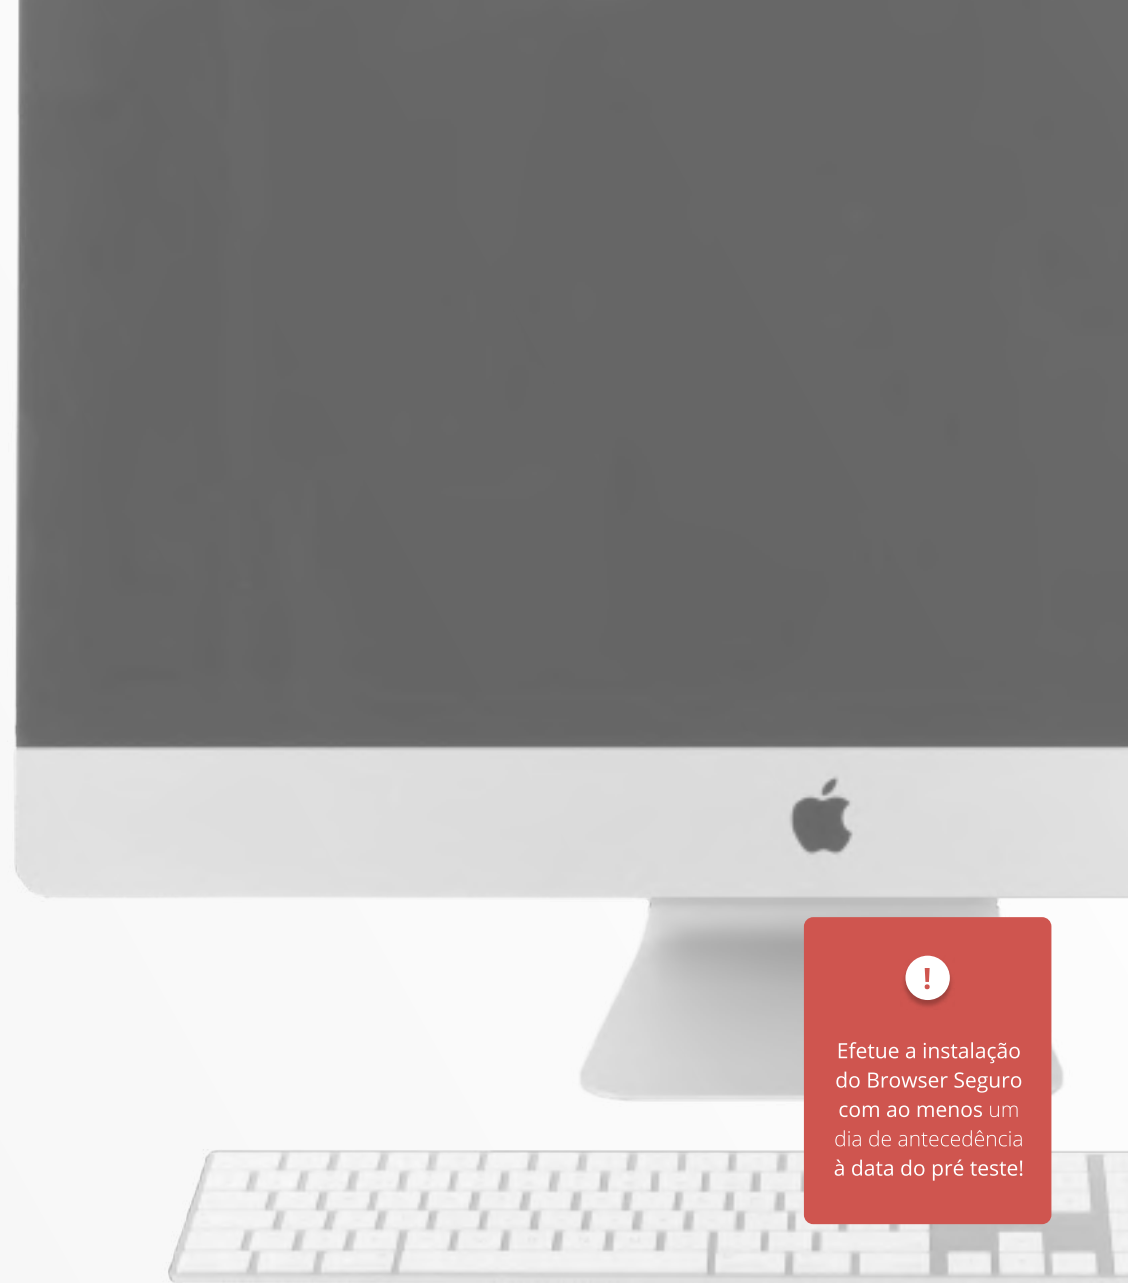 !
Efetue a instalação
do Browser Seguro
com ao menos um
dia de antecedência
à data do pré teste!